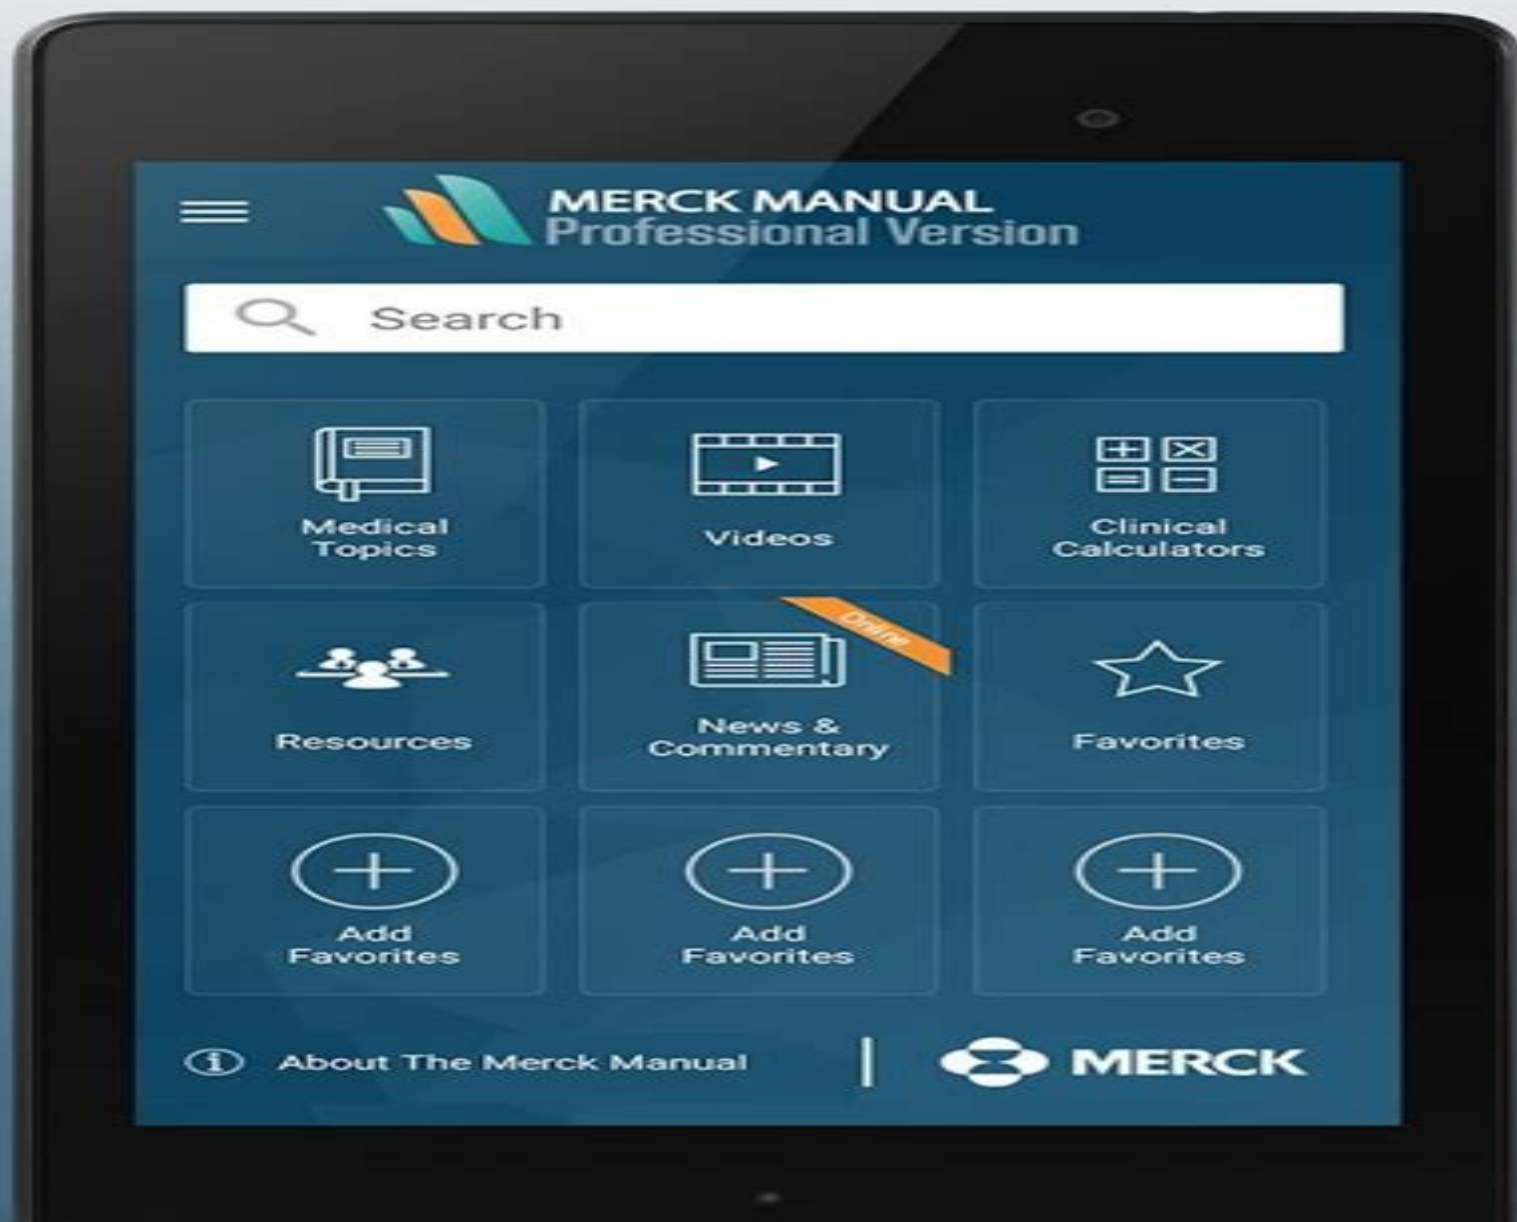 MERCK MANUAL
Professional Version
Search
Medical
Topics
Videos
Clinical
Calculators
Resources
Online
News &
Commentary
Favorites
Add
Favorites
Add
Favorites
Add
Favorites
About The Merck Manual
MERCK